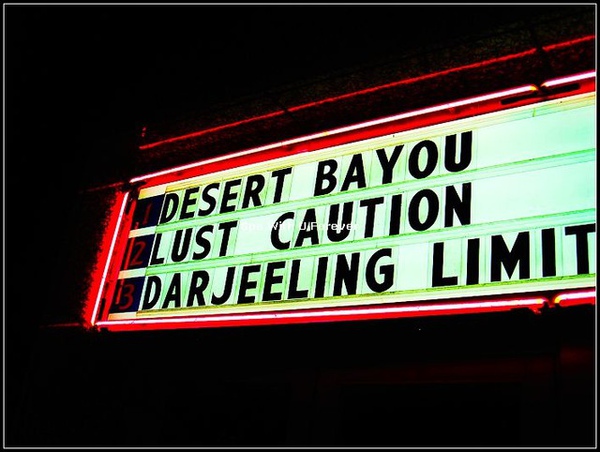 1 DESERT BAYOU
2 LUST CAUTION
3 DARJEELING LIMIT